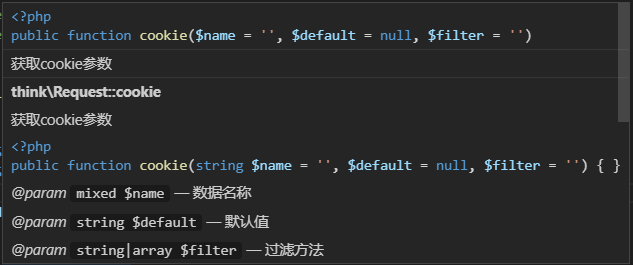 <?php
public function cookie($name = '', $default = null, $filter = '')
获取cookie参数
think\Request::cookie
获取cookie参数
<?php
public function cookie(string $name = '', $default = null, $filter = '') { }
@param mixed $name — 数据名称
@param string $default — 默认值
@param string|array $filter — 过滤方法